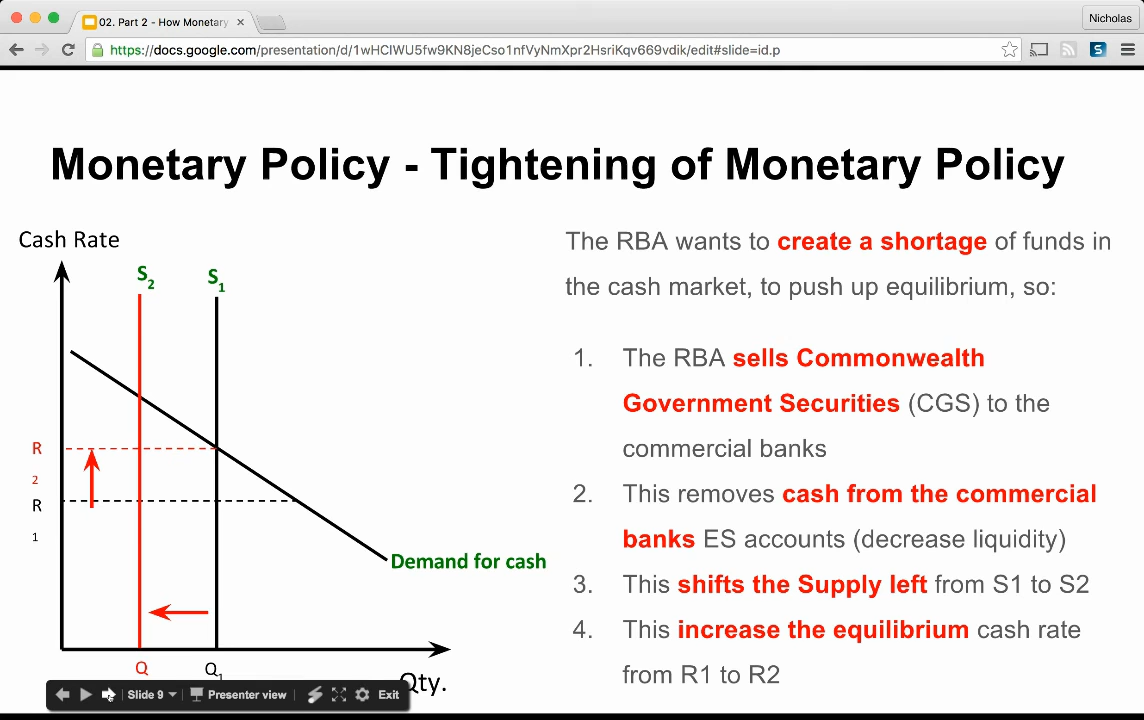 02. Part 2 - How Monetary
Nicholas
https://docs.google.com/presentation/d/1wHCIWU5fw9KN8jeCso1nfVyNmXpr2HsriKqv669vdik/edit#slide=id.p
Monetary Policy - Tightening of Monetary Policy
Cash Rate
S2
S1
R
2
R
1
Demand for cash
Q
Q1
Qty.
The RBA wants to create a shortage of funds in
the cash market, to push up equilibrium, so:
1. The RBA sells Commonwealth
Government Securities (CGS) to the
commercial banks
2. This removes cash from the commercial
banks ES accounts (decrease liquidity)
3. This shifts the Supply left from S1 to S2
4. This increase the equilibrium cash rate
from R1 to R2
Slide 9
Presenter view
Exit